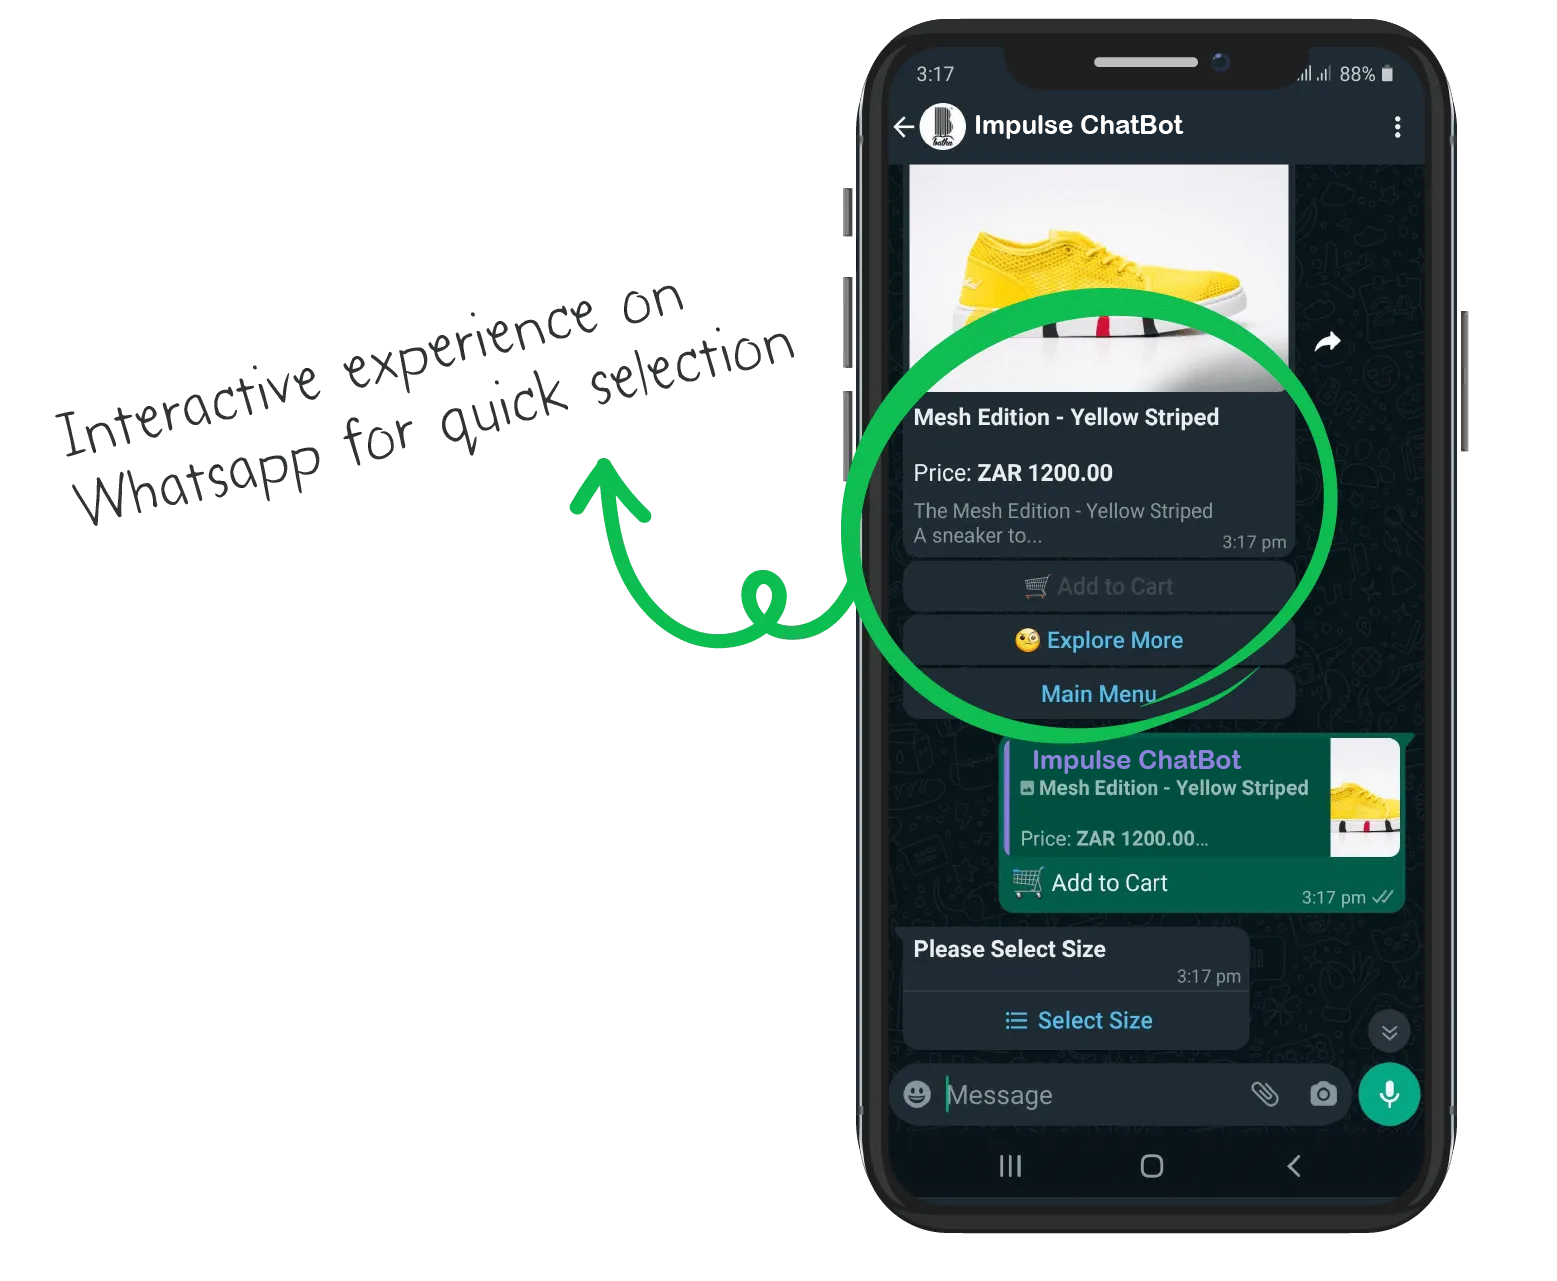 Interactive experience on
Whatsapp for quick selection
3:17
88%
bathu
Impulse ChatBot
Mesh Edition - Yellow Striped
Price: ZAR 1200.00
The Mesh Edition - Yellow Striped
A sneaker to...
3:17 pm
Add to Cart
Explore More
Main Menu
Impulse ChatBot
Mesh Edition - Yellow Striped
Price: ZAR 1200.00...
Add to Cart
3:17 pm
Please Select Size
3:17 pm
Select Size
Message